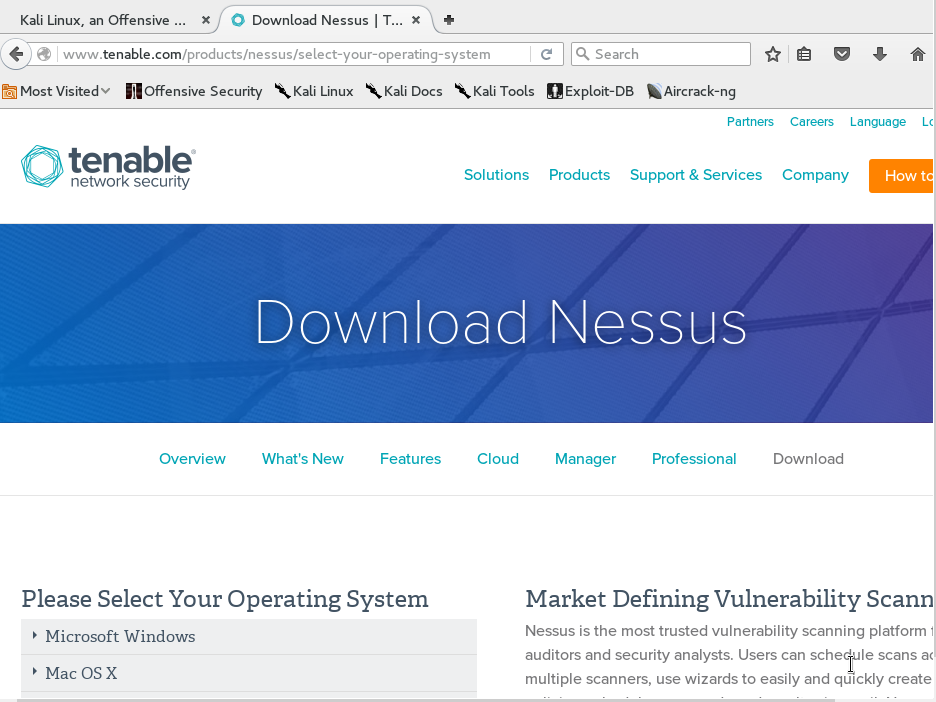 Kali Linux, an Offensive ...
Download Nessus | T...
www.tenable.com/products/nessus/select-your-operating-system
Search
Most Visited
Offensive Security
Kali Linux
Kali Docs
Kali Tools
Exploit-DB
Aircrack-ng
Partners
Careers
Language
Lo
tenable®
network security
Solutions
Products
Support & Services
Company
How to
Download Nessus
Overview
What's New
Features
Cloud
Manager
Professional
Download
Please Select Your Operating System
Microsoft Windows
Mac OS X
Market Defining Vulnerability Scann
Nessus is the most trusted vulnerability scanning platform f
auditors and security analysts. Users can schedule scans ac
multiple scanners, use wizards to easily and quickly create